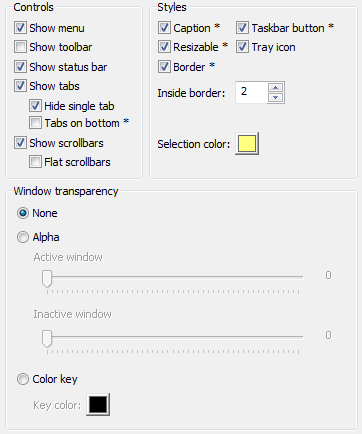 Controls
Show menu
Show toolbar
Show status bar
Show tabs
Hide single tab
Tabs on bottom *
Show scrollbars
Flat scrollbars
Styles
Caption * Taskbar button *
Resizable * Tray icon
Border *
Inside border: 2
Selection color:
Window transparency
None
Alpha
Active window
0
Inactive window
0
Color key
Key color: